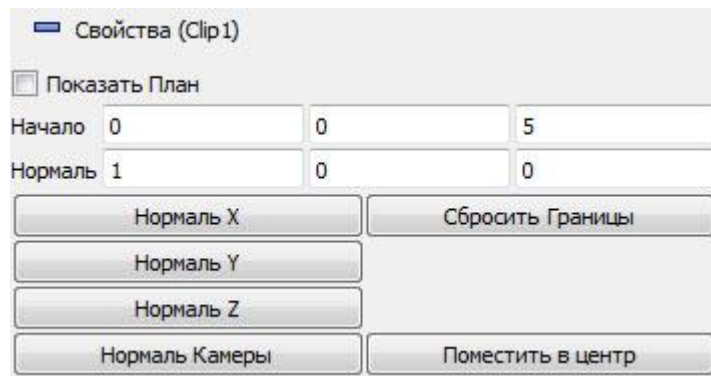 Свойства (Clip1)
Показать План
Начало 0 0 5
Нормаль 1 0 0
Нормаль X Сбросить Границы
Нормаль Y
Нормаль Z
Нормаль Камеры Поместить в центр